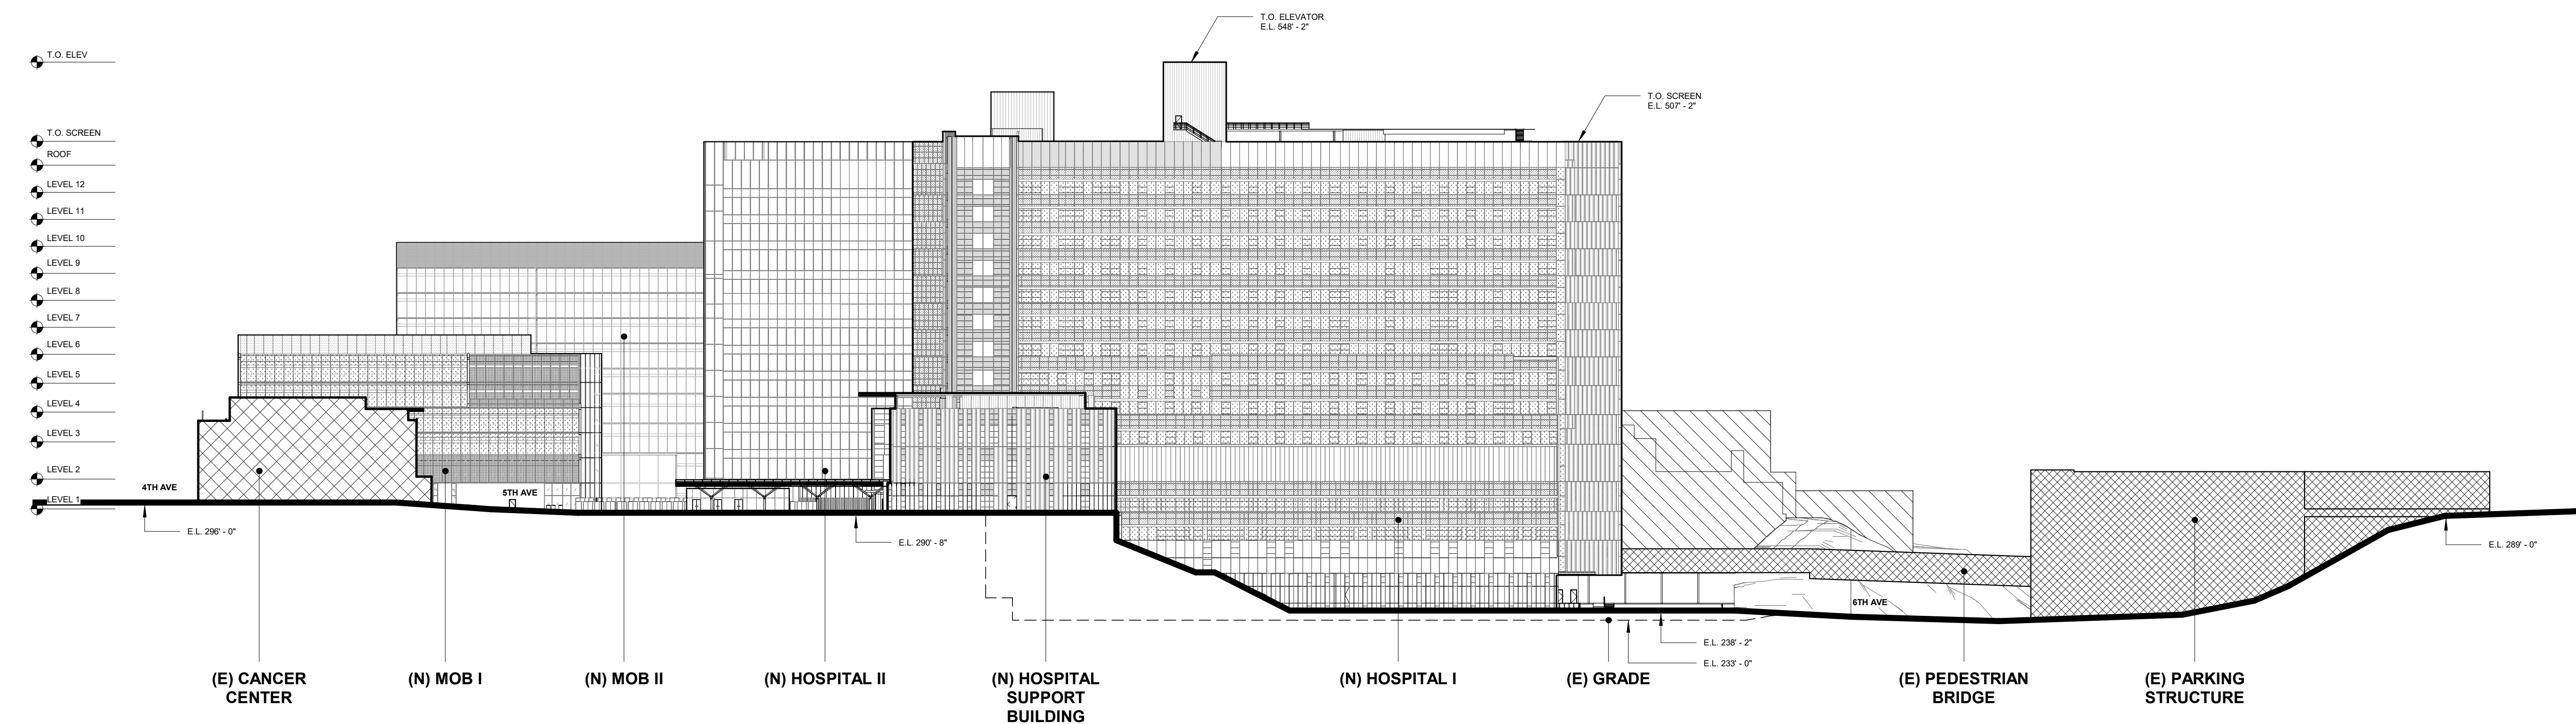 T.O. ELEVATOR
E.L. 548' - 2"
T.O. ELEV
T.O. SCREEN
E.L. 507' - 2"
T.O. SCREEN
ROOF
LEVEL 12
LEVEL 11
LEVEL 10
LEVEL 9
LEVEL 8
LEVEL 7
LEVEL 6
LEVEL 5
LEVEL 4
LEVEL 3
LEVEL 2
LEVEL 1
4TH AVE
5TH AVE
E.L. 296' - 0"
E.L. 290' - 8"
E.L. 289' - 0"
6TH AVE
E.L. 238' - 2"
E.L. 233' - 0"
(E) CANCER
CENTER
(N) MOB I
(N) MOB II
(N) HOSPITAL II
(N) HOSPITAL
SUPPORT
BUILDING
(N) HOSPITAL I
(E) GRADE
(E) PEDESTRIAN
BRIDGE
(E) PARKING
STRUCTURE